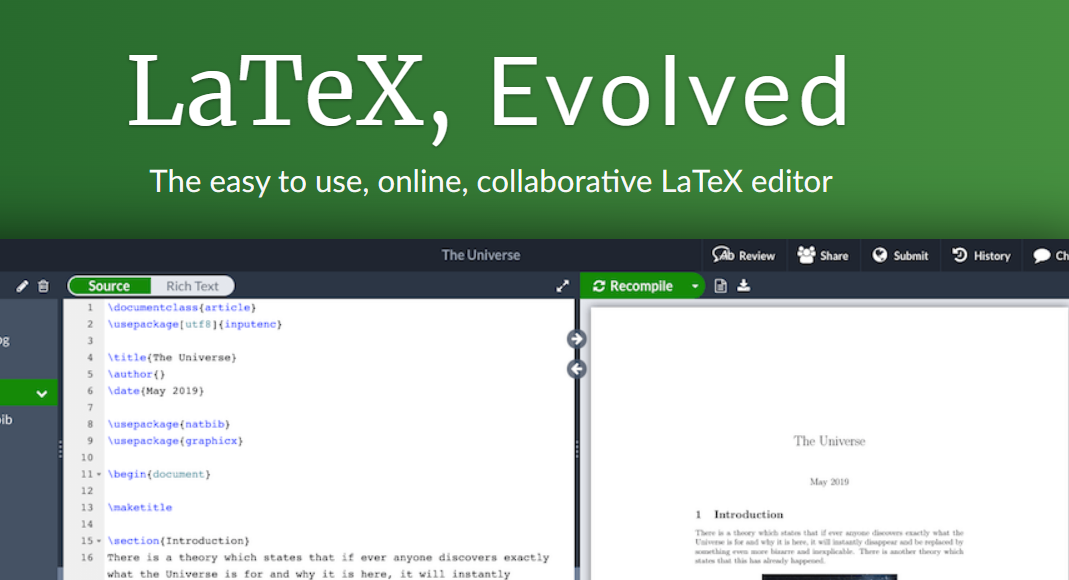 LaTeX, Evolved
The easy to use, online, collaborative LaTeX editor
The Universe
Review
Share
Submit
History
Ch
Source
Rich Text
Recompile
og
ib
1 \documentclass{article}
2 \usepackage[utf8]{inputenc}
3
4 \title{The Universe}
5 \author{}
6 \date{May 2019}
7
8 \usepackage{natbib}
9 \usepackage{graphicx}
10
11 \begin{document}
12
13 \maketitle
14
15 \section{Introduction}
16 There is a theory which states that if ever anyone discovers exactly
what the Universe is for and why it is here, it will instantly
The Universe
May 2019
1 Introduction
There is a theory which states that if ever anyone discovers exactly what the
Universe is for and why it is here, it will instantly disappear and be replaced by
something even more bizarre and inexplicable. There is another theory which
states that this has already happened.